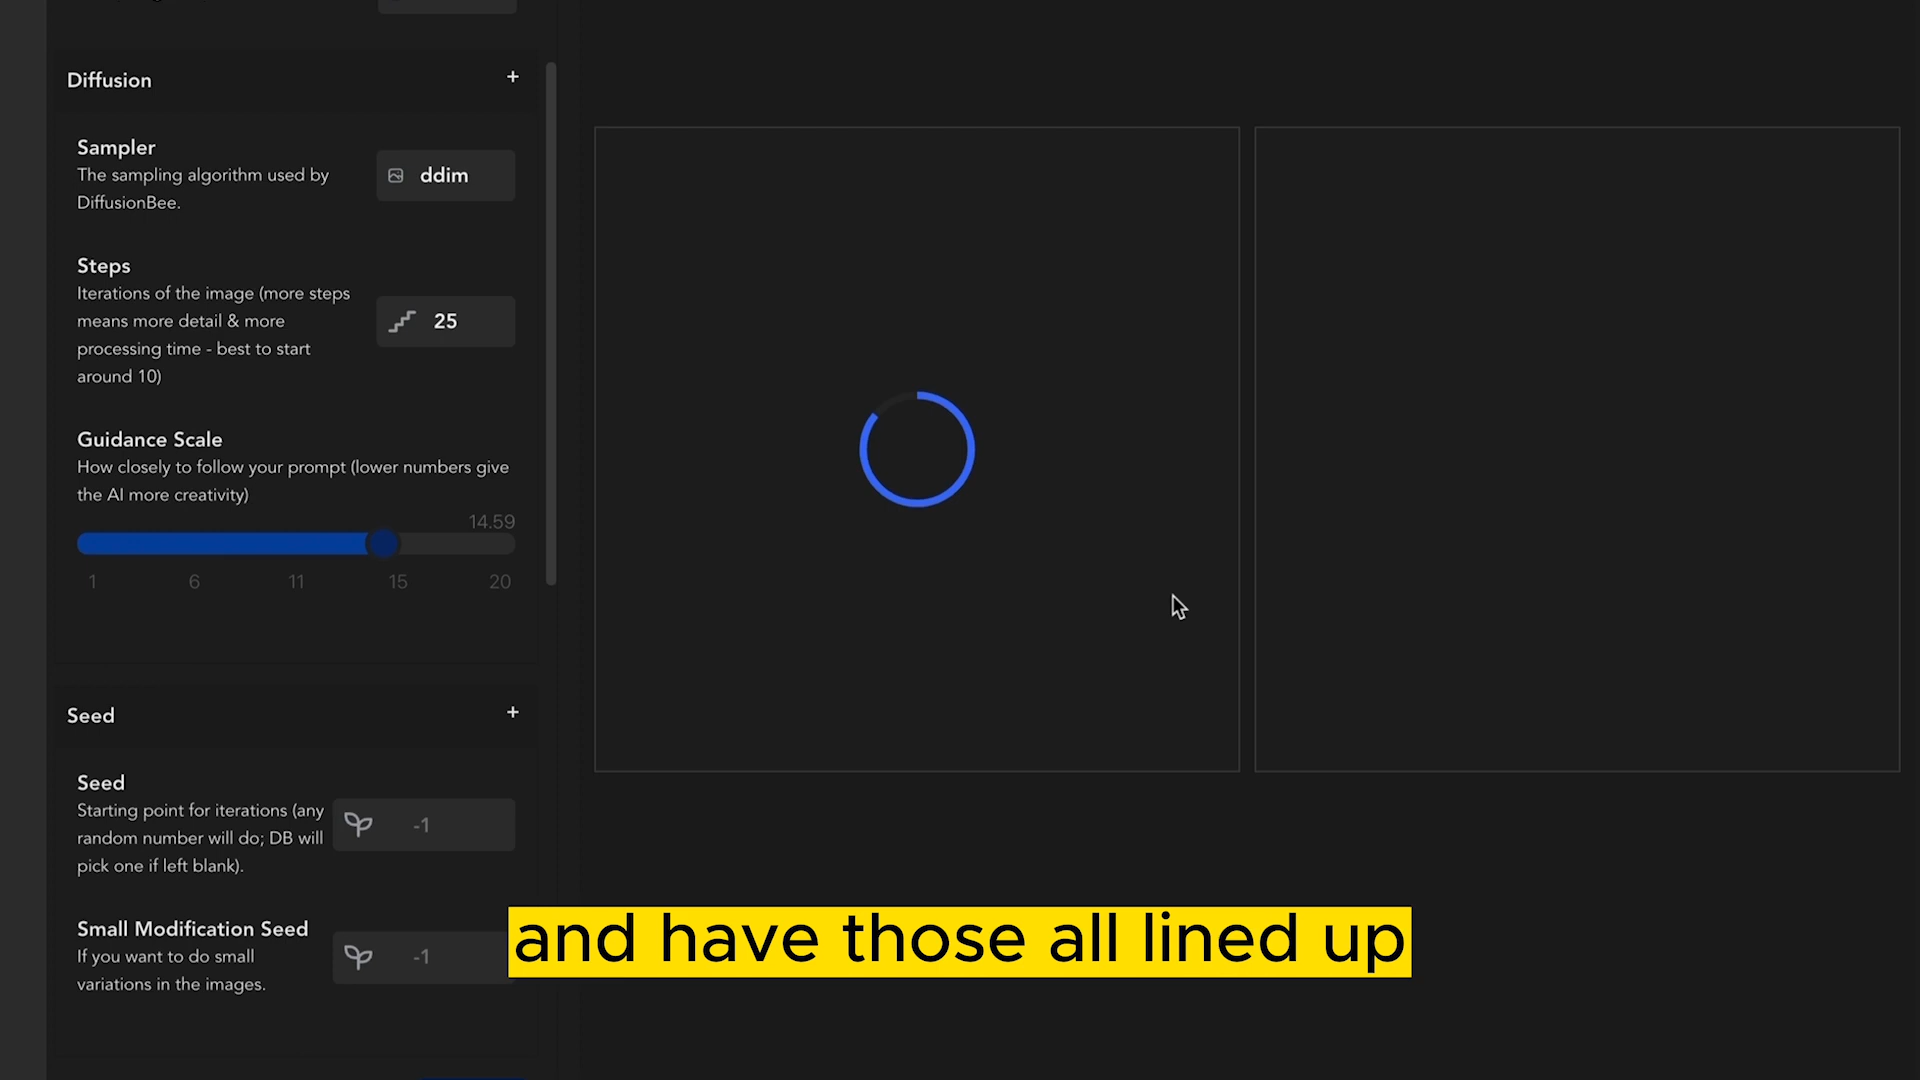 Diffusion +
Sampler
The sampling algorithm used by
DiffusionBee.
ddim
Steps
Iterations of the image (more steps
means more detail & more
processing time - best to start
around 10)
25
Guidance Scale
How closely to follow your prompt (lower numbers give
the AI more creativity)
14.59
1 6 11 15 20
Seed +
Seed
Starting point for iterations (any
random number will do; DB will
pick one if left blank).
-1
Small Modification Seed
If you want to do small
variations in the images.
-1
and have those all lined up